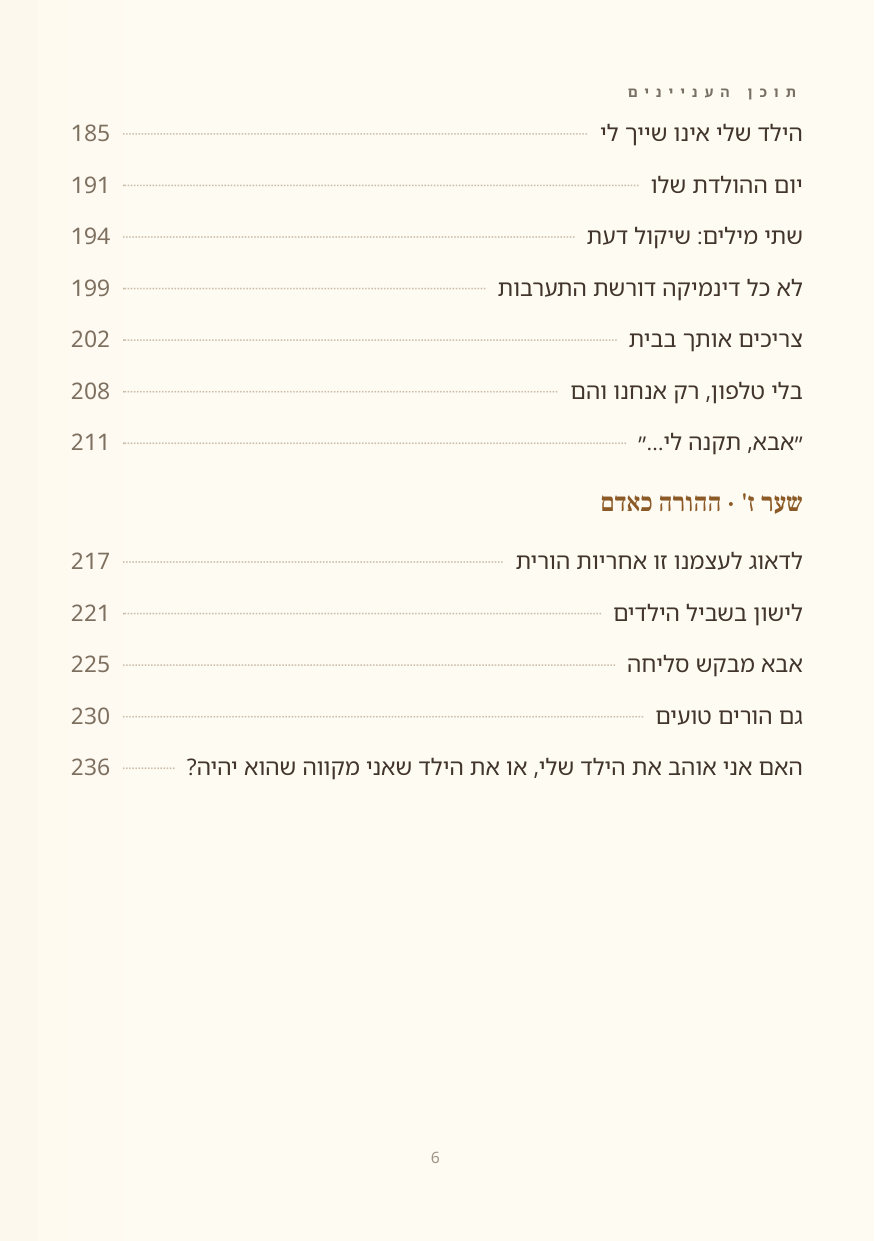 תוכן העניינים
הילד שלי אינו שייך לי 185
יום ההולדת שלו 191
שתי מילים: שיקול דעת 194
לא כל דינמיקה דורשת התערבות 199
צריכים אותך בבית 202
בלי טלפון, רק אנחנו והם 208
״אבא, תקנה לי...״ 211
שער ז' · ההורה כאדם
לדאוג לעצמנו זו אחריות הורית 217
לישון בשביל הילדים 221
אבא מבקש סליחה 225
גם הורים טועים 230
האם אני אוהב את הילד שלי, או את הילד שאני מקווה שהוא יהיה? 236
6